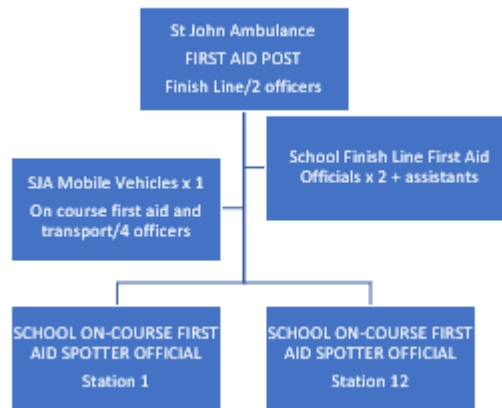 St John Ambulance
FIRST AID POST
Finish Line/2 officers
School Finish Line First Aid
Officials x 2 + assistants
SJA Mobile Vehicles x 1
On course first aid and
transport/4 officers
SCHOOL ON-COURSE FIRST
AID SPOTTER OFFICIAL
Station 1
SCHOOL ON-COURSE FIRST
AID SPOTTER OFFICIAL
Station 12